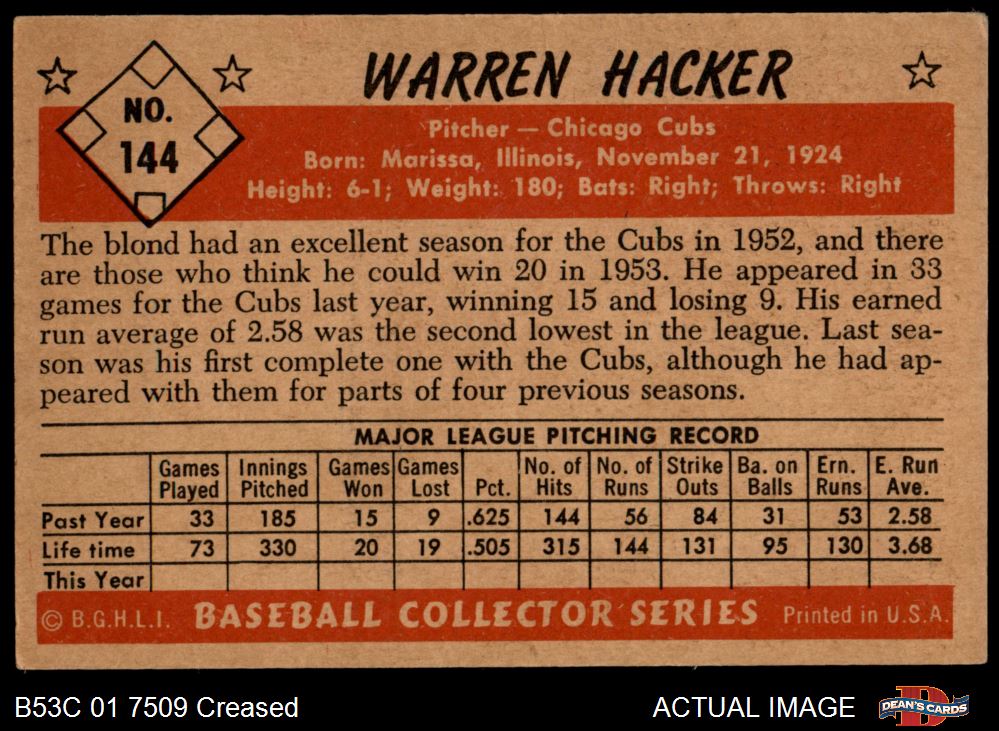 WARREN HACKER
NO.
144
Pitcher — Chicago Cubs
Born: Marissa, Illinois, November 21, 1924
Height: 6-1; Weight: 180; Bats: Right; Throws: Right
The blond had an excellent season for the Cubs in 1952, and there
are those who think he could win 20 in 1953. He appeared in 33
games for the Cubs last year, winning 15 and losing 9. His earned
run average of 2.58 was the second lowest in the league. Last sea-
son was his first complete one with the Cubs, although he had ap-
peared with them for parts of four previous seasons.
MAJOR LEAGUE PITCHING RECORD
Games Innings Games Games No. of No. of Strike Ba. on Ern. E. Run
Played Pitched Won Lost Pct. Hits Runs Outs Balls Runs Ave.
Past Year 33 185 15 9 .625 144 56 84 31 53 2.58
Life time 73 330 20 19 .505 315 144 131 95 130 3.68
This Year
© B.G.H.L.I. BASEBALL COLLECTOR SERIES Printed in U.S.A.
B53C 01 7509 Creased ACTUAL IMAGE DEAN'S CARDS